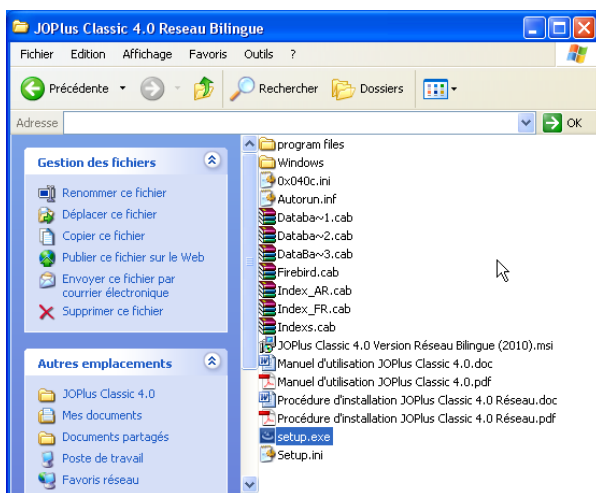 JOPlus Classic 4.0 Reseau Bilingue
Fichier Edition Affichage Favoris Outils ?
Précédente Rechercher Dossiers
Adresse OK
Gestion des fichiers
Renommer ce fichier
Déplacer ce fichier
Copier ce fichier
Publier ce fichier sur le Web
Envoyer ce fichier par
courrier électronique
Supprimer ce fichier
Autres emplacements
JOPlus Classic 4.0
Mes documents
Documents partagés
Poste de travail
Favoris réseau
program files
Windows
0x040c.ini
Autorun.inf
Databa~1.cab
Databa~2.cab
DataBa~3.cab
Firebird.cab
Index_AR.cab
Index_FR.cab
Indexs.cab
JOPlus Classic 4.0 Version Réseau Bilingue (2010).msi
Manuel d'utilisation JOPlus Classic 4.0.doc
Manuel d'utilisation JOPlus Classic 4.0.pdf
Procédure d'installation JOPlus Classic 4.0 Réseau.doc
Procédure d'installation JOPlus Classic 4.0 Réseau.pdf
setup.exe
Setup.ini